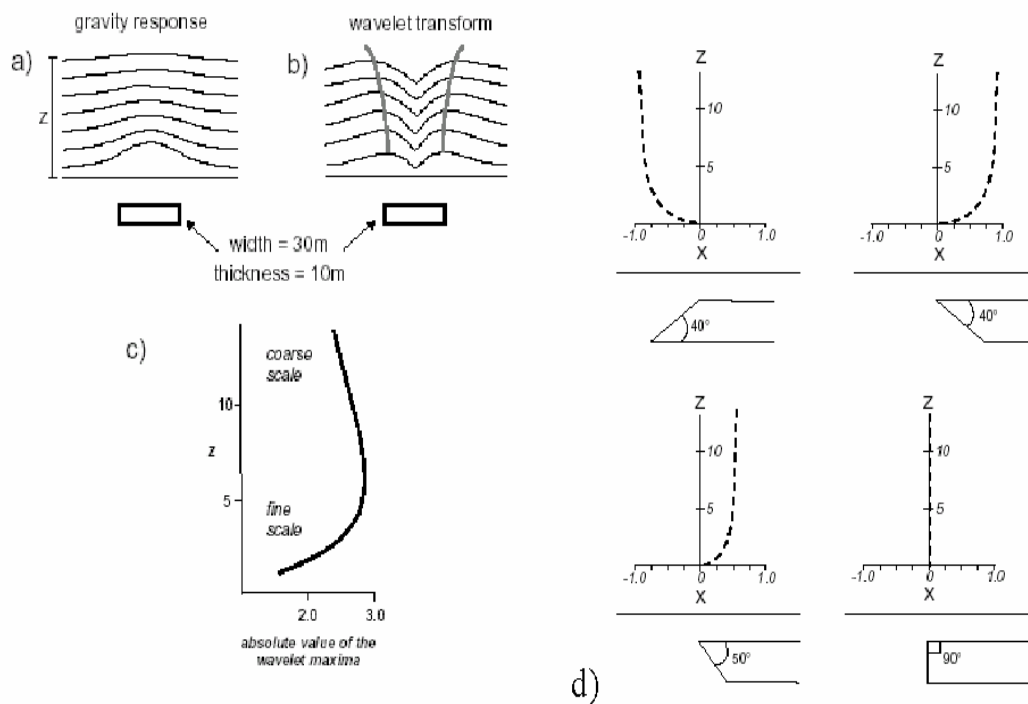 gravity response
wavelet transform
a)
b)
z
width = 30m
thickness = 10m
c)
coarse
scale
10
z
5
fine
scale
2.0
3.0
absolute value of the
wavelet maxima
Z
10
5
-1.0
0
1.0
X
40°
Z
10
5
-1.0
0
1.0
X
40°
Z
10
5
-1.0
0
1.0
X
50°
Z
10
5
-1.0
0
1.0
X
90°
d)